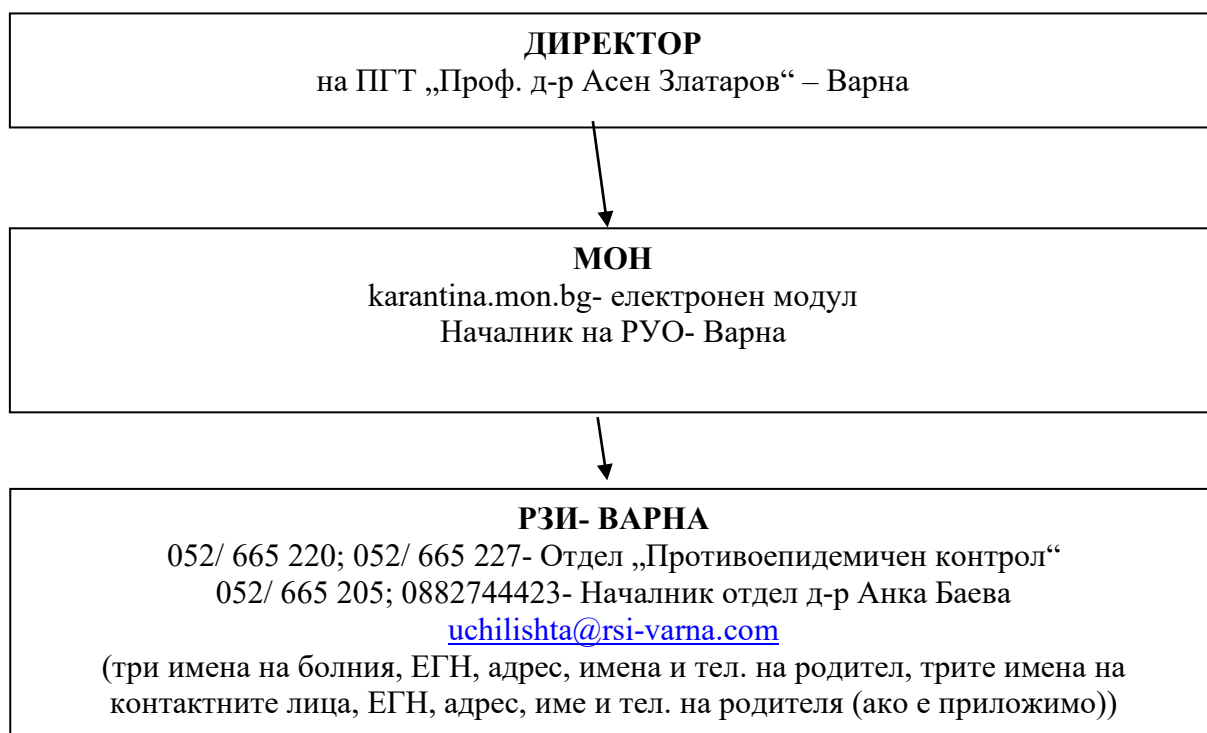 ДИРЕКТОР
на ПГТ „Проф. д-р Асен Златаров“ – Варна
МОН
karantina.mon.bg- електронен модул
Началник на РУО- Варна
РЗИ- ВАРНА
052/ 665 220; 052/ 665 227- Отдел „Противоепидемичен контрол“
052/ 665 205; 0882744423- Началник отдел д-р Анка Баева
uchilishta@rsi-varna.com
(три имена на болния, ЕГН, адрес, имена и тел. на родител, трите имена на
контактните лица, ЕГН, адрес, име и тел. на родителя (ако е приложимо))